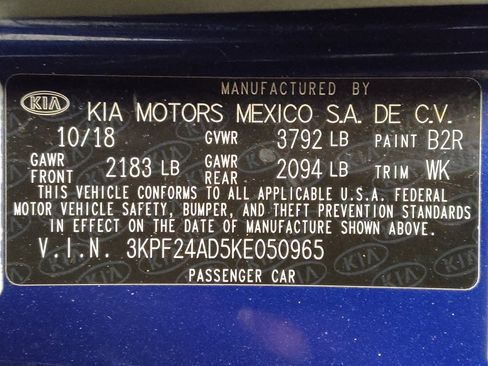 MANUFACTURED BY
KIA KIA MOTORS MEXICO S.A. DE C.V.
10/18 GVWR 3792 LB PAINT B2R
GAWR FRONT 2183 LB GAWR REAR 2094 LB TRIM WK
THIS VEHICLE CONFORMS TO ALL APPLICABLE U.S.A. FEDERAL
MOTOR VEHICLE SAFETY, BUMPER, AND THEFT PREVENTION STANDARDS
IN EFFECT ON THE DATE OF MANUFACTURE SHOWN ABOVE
V.I.N. 3KPF24AD5KE050965
PASSENGER CAR